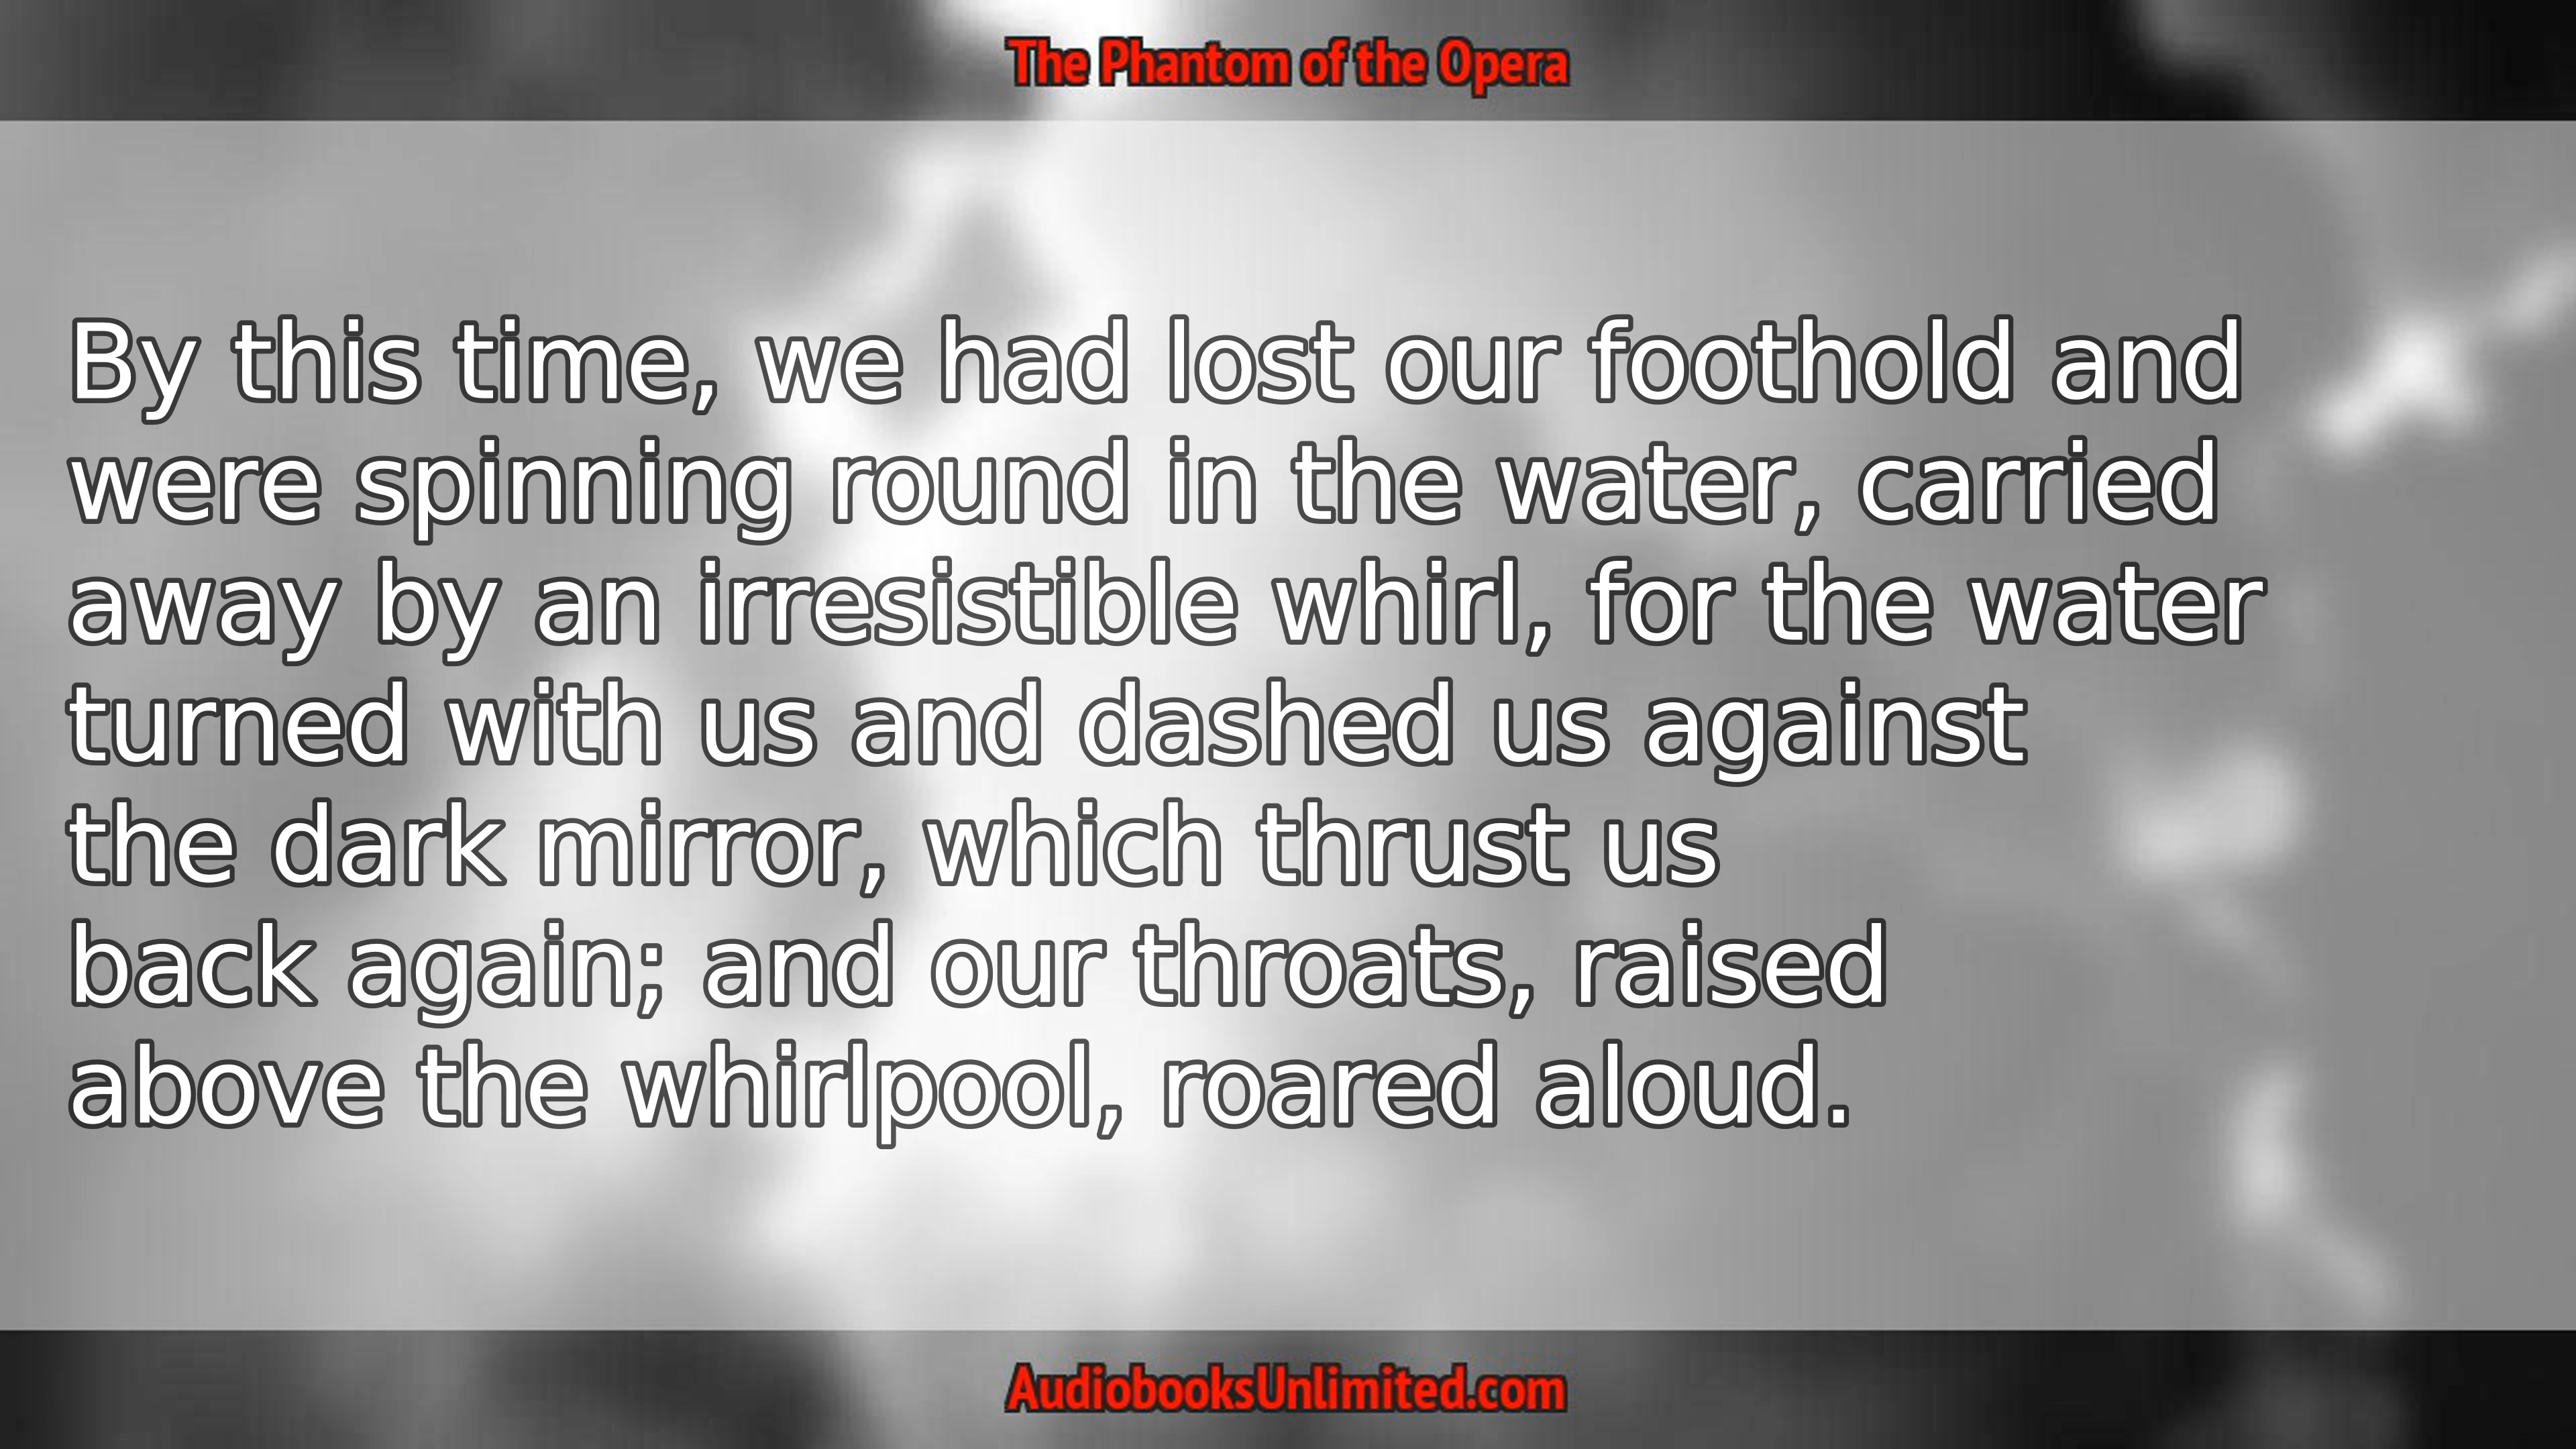 The Phantom of the Opera
By this time, we had lost our foothold and
were spinning round in the water, carried
away by an irresistible whirl, for the water
turned with us and dashed us against
the dark mirror, which thrust us
back again; and our throats, raised
above the whirlpool, roared aloud.
AudiobooksUnlimited.com